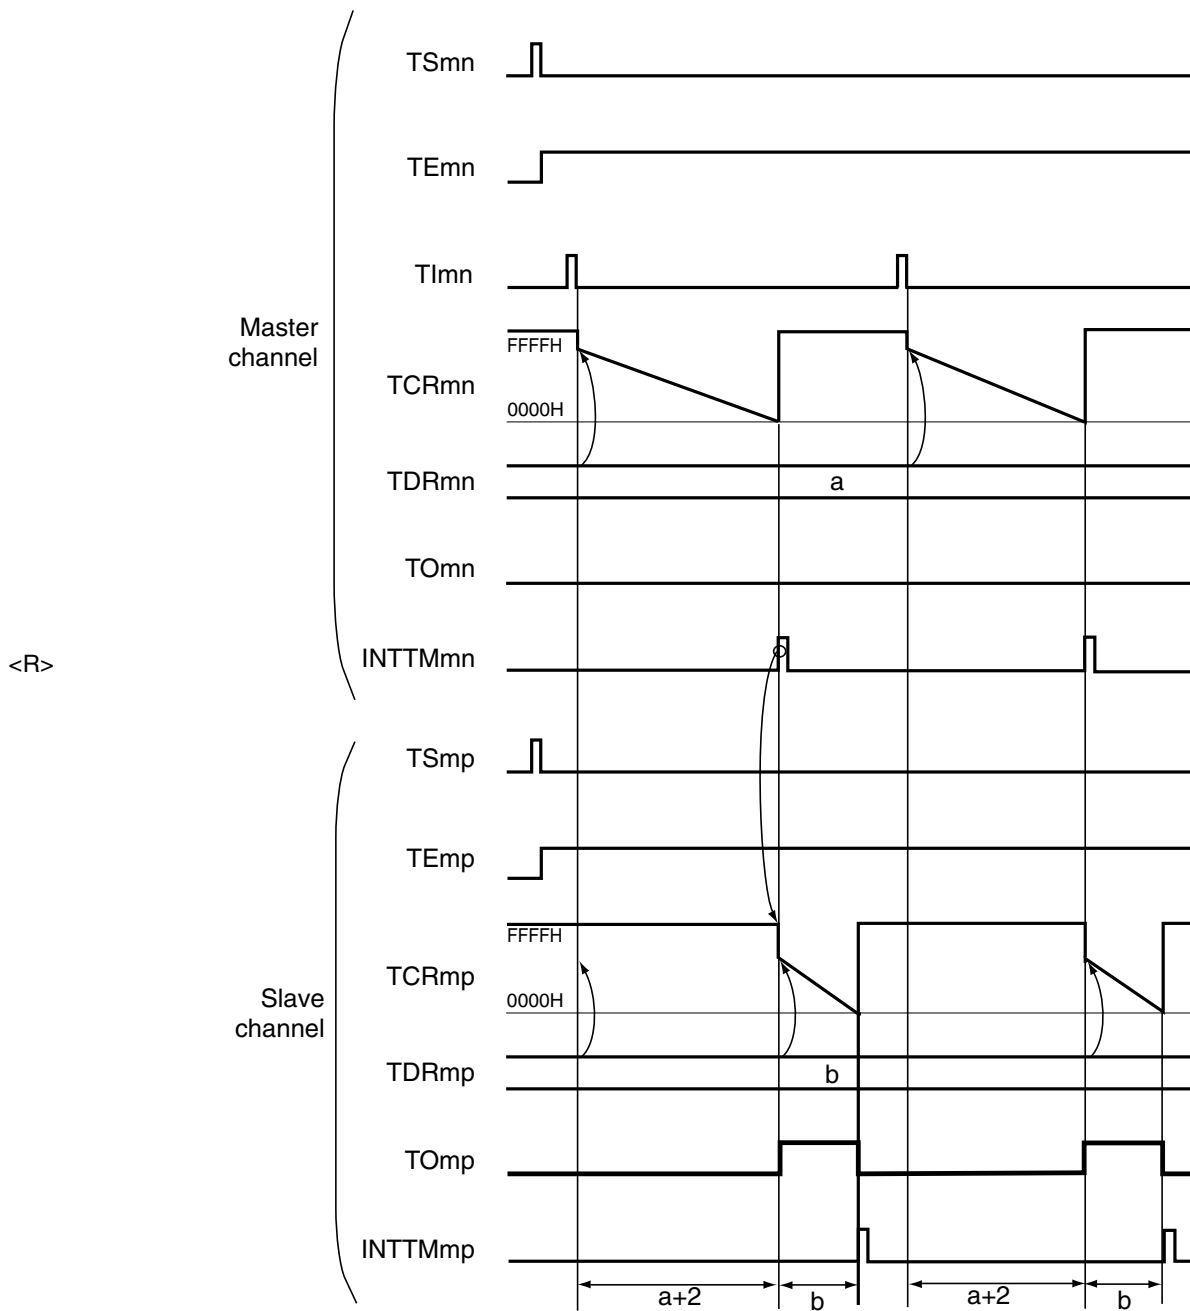 TSmn
TEmn
TImn
Master
channel
FFFFH
TCRmn
0000H
TDRmn
a
TOmn
<R>
INTTMmn
TSmp
TEmp
FFFFH
TCRmp
0000H
Slave
channel
TDRmp
b
TOmp
INTTMmp
a+2 b a+2 b